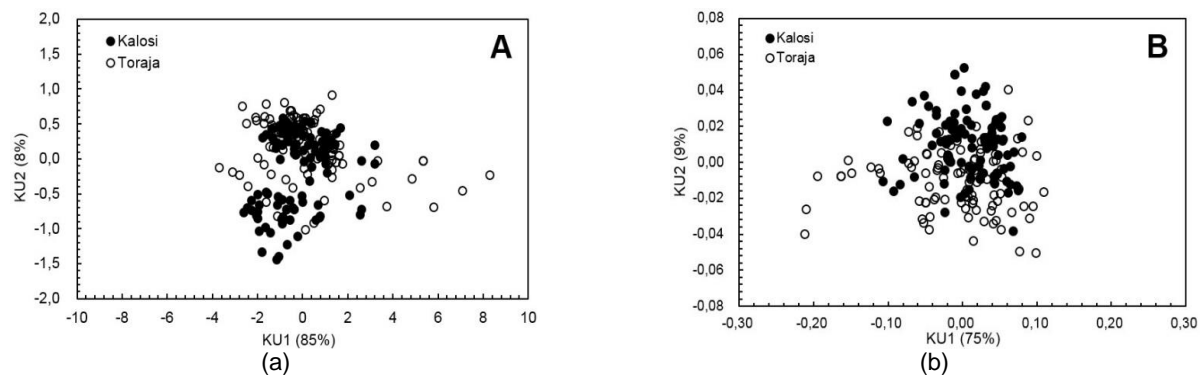 A
Kalosi
Toraja
KU2 (8%)
2,0
1,5
1,0
0,5
0,0
-0,5
-1,0
-1,5
-2,0
-10 -8 -6 -4 -2 0 2 4 6 8 10
KU1 (85%)
(a)
B
Kalosi
Toraja
KU2 (9%)
0,08
0,06
0,04
0,02
0,00
-0,02
-0,04
-0,06
-0,08
-0,30 -0,20 -0,10 0,00 0,10 0,20 0,30
KU1 (75%)
(b)